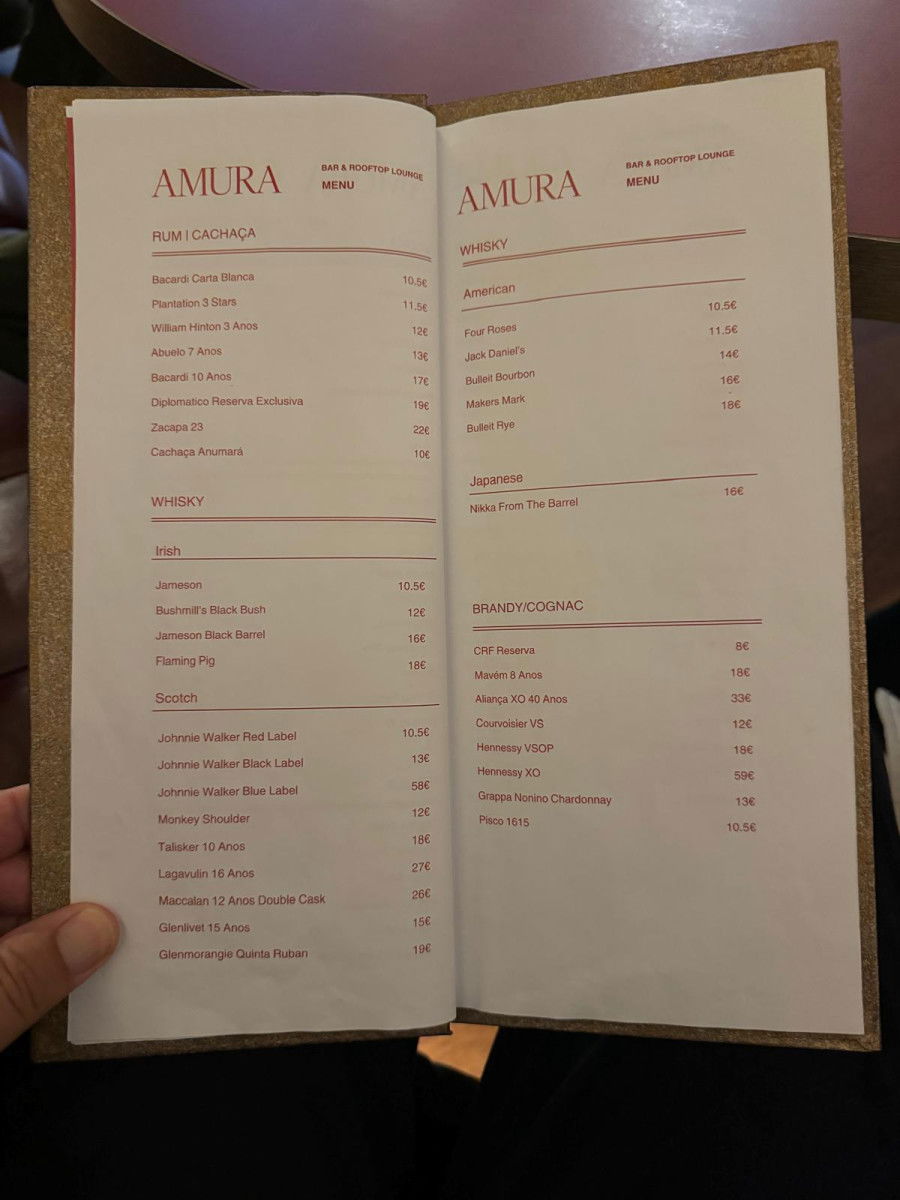 AMURA
BAR & ROOFTOP LOUNGE
MENU
RUM | CACHAÇA
Bacardi Carta Blanca 10.5€
Plantation 3 Stars 11.5€
William Hinton 3 Anos 12€
Abuelo 7 Anos 13€
Bacardi 10 Anos 17€
Diplomatico Reserva Exclusiva 19€
Zacapa 23 22€
Cachaça Anumará 10€
WHISKY
Irish
Jameson 10.5€
Bushmill's Black Bush 12€
Jameson Black Barrel 16€
Flaming Pig 18€
Scotch
Johnnie Walker Red Label 10.5€
Johnnie Walker Black Label 13€
Johnnie Walker Blue Label 58€
Monkey Shoulder 12€
Talisker 10 Anos 18€
Lagavulin 16 Anos 27€
Maccalan 12 Anos Double Cask 26€
Glenlivet 15 Anos 15€
Glenmorangie Quinta Ruban 19€
AMURA
BAR & ROOFTOP LOUNGE
MENU
WHISKY
American
Four Roses 10.5€
Jack Daniel's 11.5€
Bulleit Bourbon 14€
Makers Mark 16€
Bulleit Rye 18€
Japanese
Nikka From The Barrel 16€
BRANDY/COGNAC
CRF Reserva 8€
Mavém 8 Anos 18€
Aliança XO 40 Anos 33€
Courvoisier VS 12€
Hennessy VSOP 18€
Hennessy XO 59€
Grappa Nonino Chardonnay 13€
Pisco 1615 10.5€